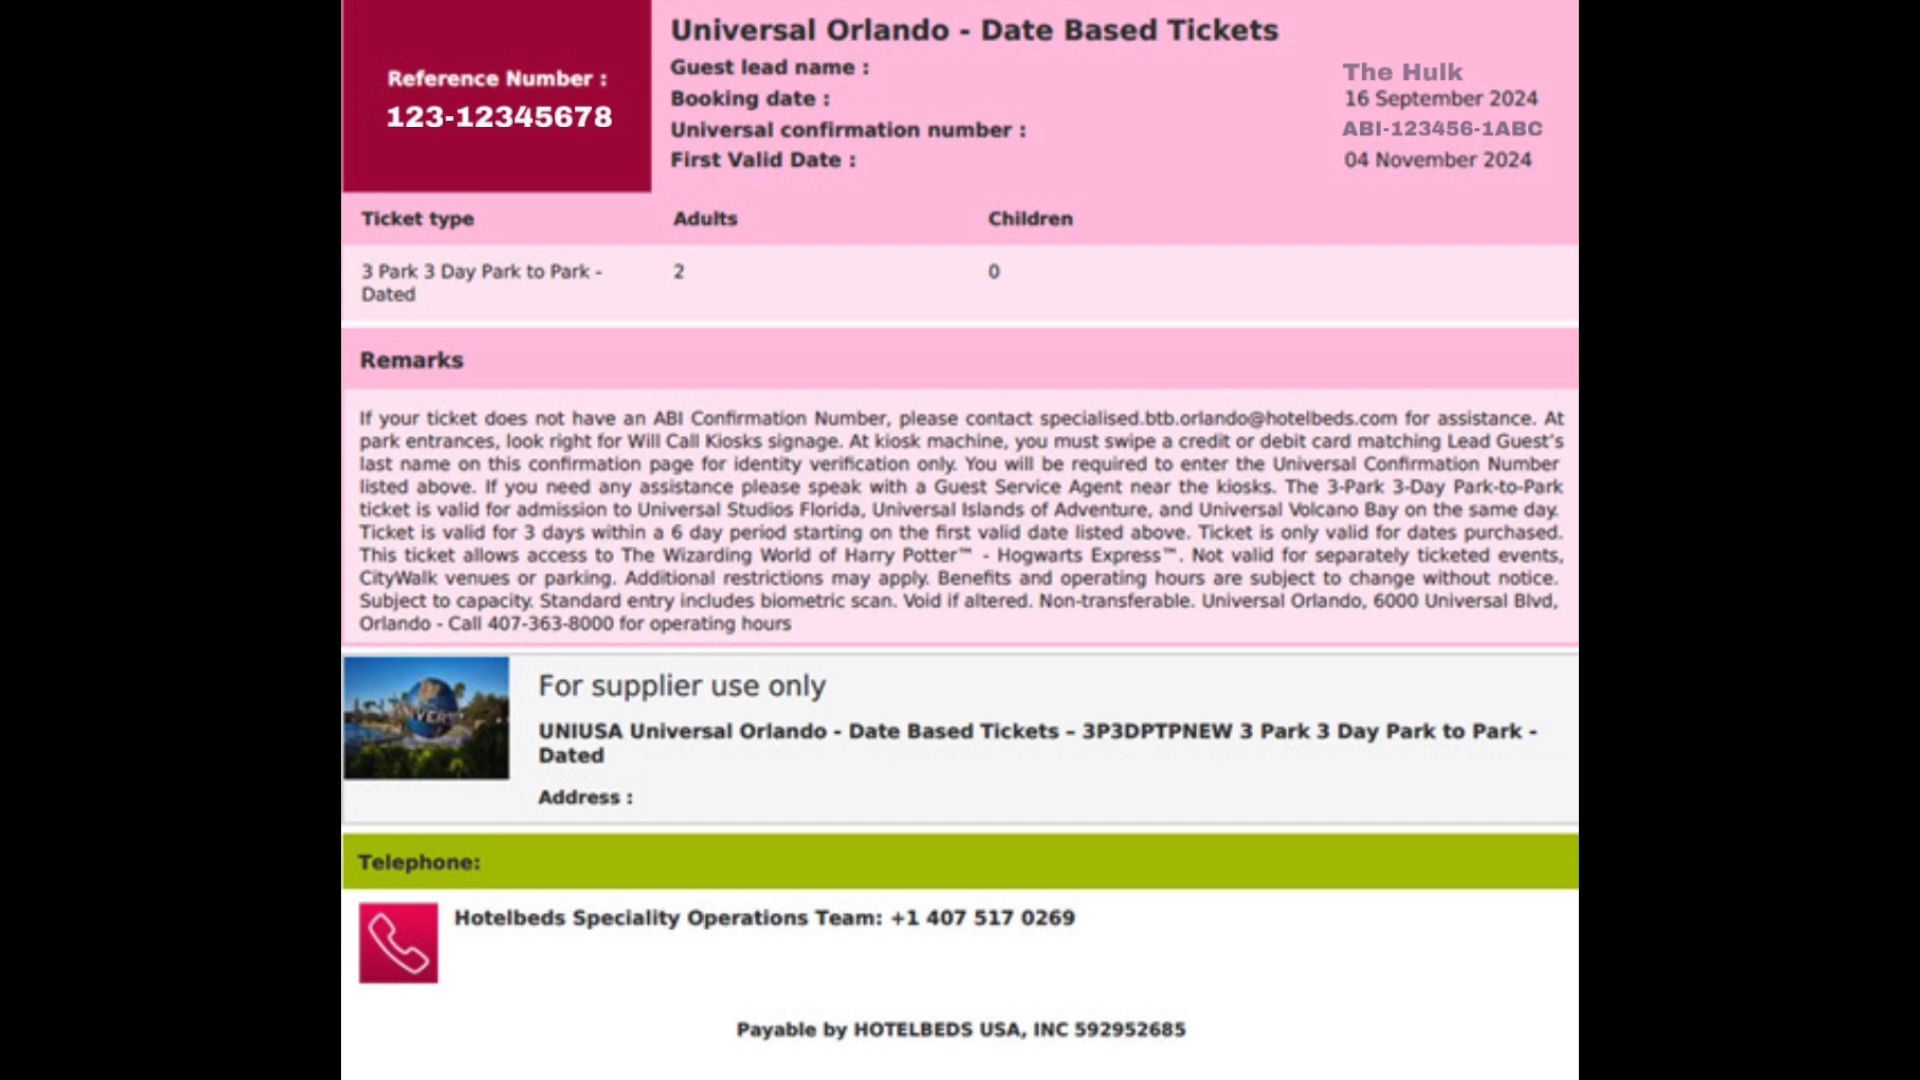 Universal Orlando - Date Based Tickets
Reference Number :
123-12345678
Guest lead name :
The Hulk
Booking date :
16 September 2024
Universal confirmation number :
ABI-123456-1ABC
First Valid Date :
04 November 2024
Ticket type Adults Children
3 Park 3 Day Park to Park - 2 0
Dated
Remarks
If your ticket does not have an ABI Confirmation Number, please contact specialised.btb.orlando@hotelbeds.com for assistance. At
park entrances, look right for Will Call Kiosks signage. At kiosk machine, you must swipe a credit or debit card matching Lead Guest's
last name on this confirmation page for identity verification only. You will be required to enter the Universal Confirmation Number
listed above. If you need any assistance please speak with a Guest Service Agent near the kiosks. The 3-Park 3-Day Park-to-Park
ticket is valid for admission to Universal Studios Florida, Universal Islands of Adventure, and Universal Volcano Bay on the same day.
Ticket is valid for 3 days within a 6 day period starting on the first valid date listed above. Ticket is only valid for dates purchased.
This ticket allows access to The Wizarding World of Harry Potter™ - Hogwarts Express™. Not valid for separately ticketed events,
CityWalk venues or parking. Additional restrictions may apply. Benefits and operating hours are subject to change without notice.
Subject to capacity. Standard entry includes biometric scan. Void if altered. Non-transferable. Universal Orlando, 6000 Universal Blvd,
Orlando - Call 407-363-8000 for operating hours
For supplier use only
UNIUSA Universal Orlando - Date Based Tickets – 3P3DPTPNEW 3 Park 3 Day Park to Park -
Dated
Address :
Telephone:
Hotelbeds Speciality Operations Team: +1 407 517 0269
Payable by HOTELBEDS USA, INC 592952685